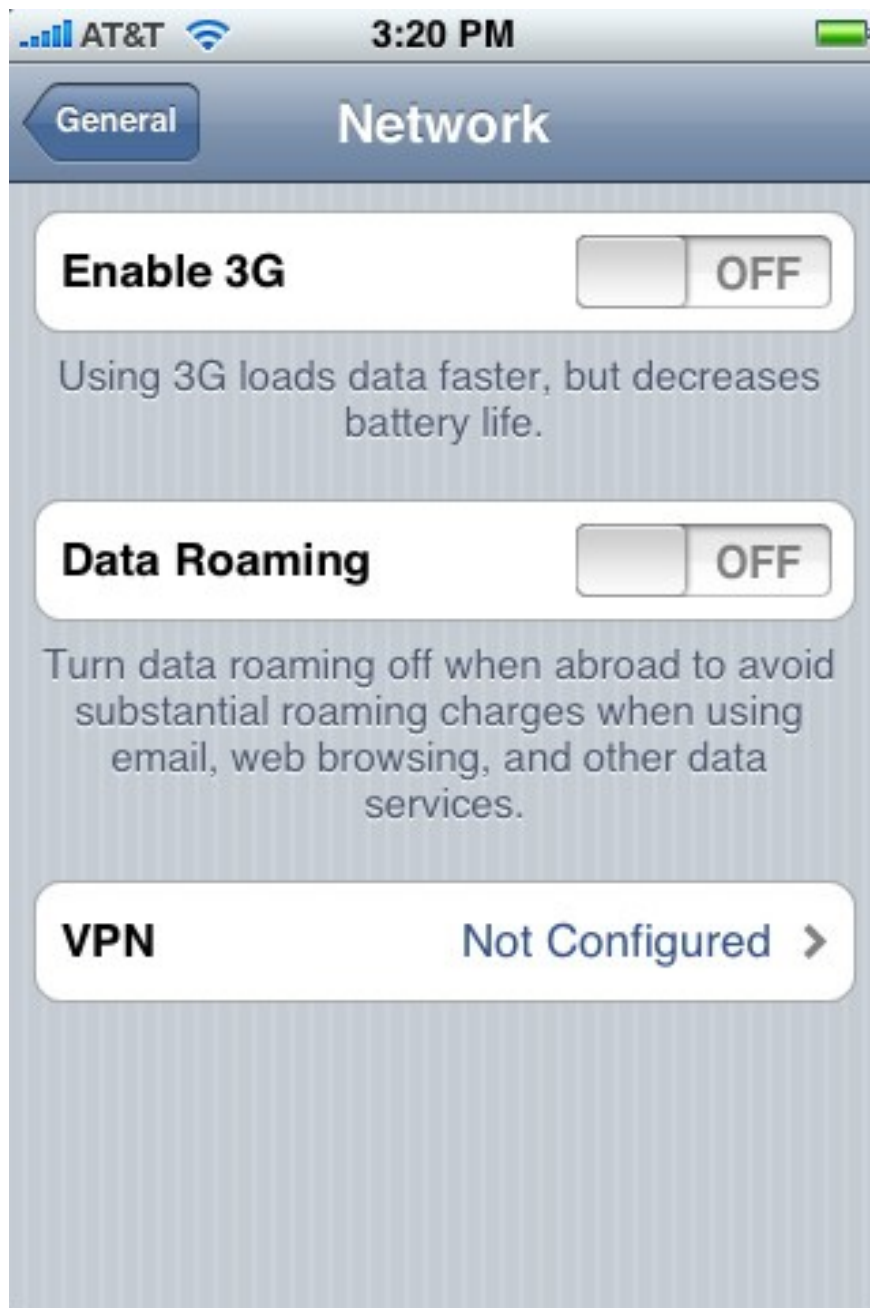 AT&T 3:20 PM
General Network
Enable 3G OFF
Using 3G loads data faster, but decreases
battery life.
Data Roaming OFF
Turn data roaming off when abroad to avoid
substantial roaming charges when using
email, web browsing, and other data
services.
VPN Not Configured